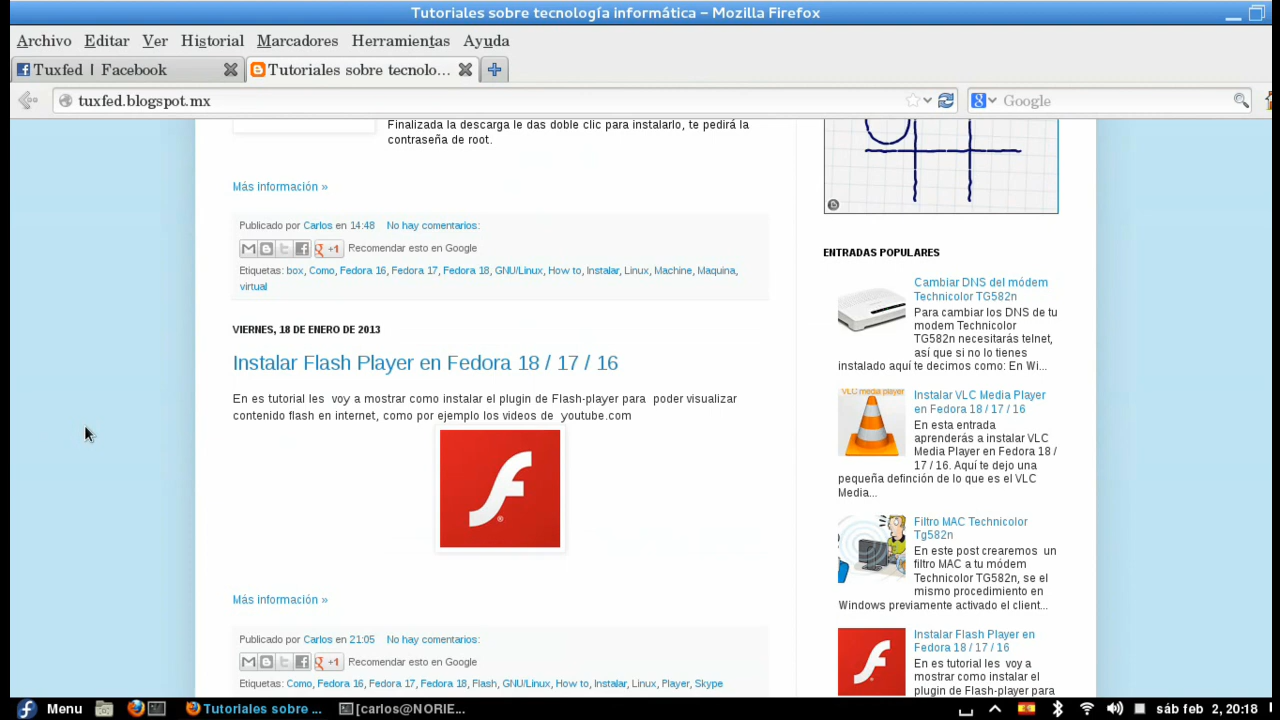 Tutoriales sobre tecnología informática – Mozilla Firefox
Archivo Editar Ver Historial Marcadores Herramientas Ayuda
Tuxfed | Facebook
Tutoriales sobre tecnolo...
tuxfed.blogspot.mx
Google
Finalizada la descarga le das doble clic para instalarlo, te pedirá la
contraseña de root.
Más información »
Publicado por Carlos en 14:48 No hay comentarios:
+1 Recomendar esto en Google
Etiquetas: box, Como, Fedora 16, Fedora 17, Fedora 18, GNU/Linux, How to, Instalar, Linux, Machine, Maquina,
virtual
VIERNES, 18 DE ENERO DE 2013
Instalar Flash Player en Fedora 18 / 17 / 16
En es tutorial les voy a mostrar como instalar el plugin de Flash-player para poder visualizar
contenido flash en internet, como por ejemplo los videos de youtube.com
Más información »
Publicado por Carlos en 21:05 No hay comentarios:
+1 Recomendar esto en Google
Etiquetas: Como, Fedora 16, Fedora 17, Fedora 18, Flash, GNU/Linux, How to, Instalar, Linux, Player, Skype
ENTRADAS POPULARES
Cambiar DNS del módem
Technicolor TG582n
Para cambiar los DNS de tu
modem Technicolor
TG582n necesitarás telnet,
así que si no lo tienes
instalado aquí te decimos como: En Wi...
VLC media player
Instalar VLC Media Player
en Fedora 18 / 17 / 16
En esta entrada
aprenderás a instalar VLC
Media Player en Fedora 18 /
17 / 16. Aquí te dejo una
pequeña definción de lo que es el VLC
Media...
Filtro MAC Technicolor
Tg582n
En este post crearemos un
filtro MAC a tu módem
Technicolor TG582n, se el
mismo procedimiento en
Windows previamente activado el client...
Instalar Flash Player en
Fedora 18 / 17 / 16
En es tutorial les voy a
mostrar como instalar el
plugin de Flash-player para
Menu
Tutoriales sobre ...
[carlos@NORIE...
sáb feb 2, 20:18